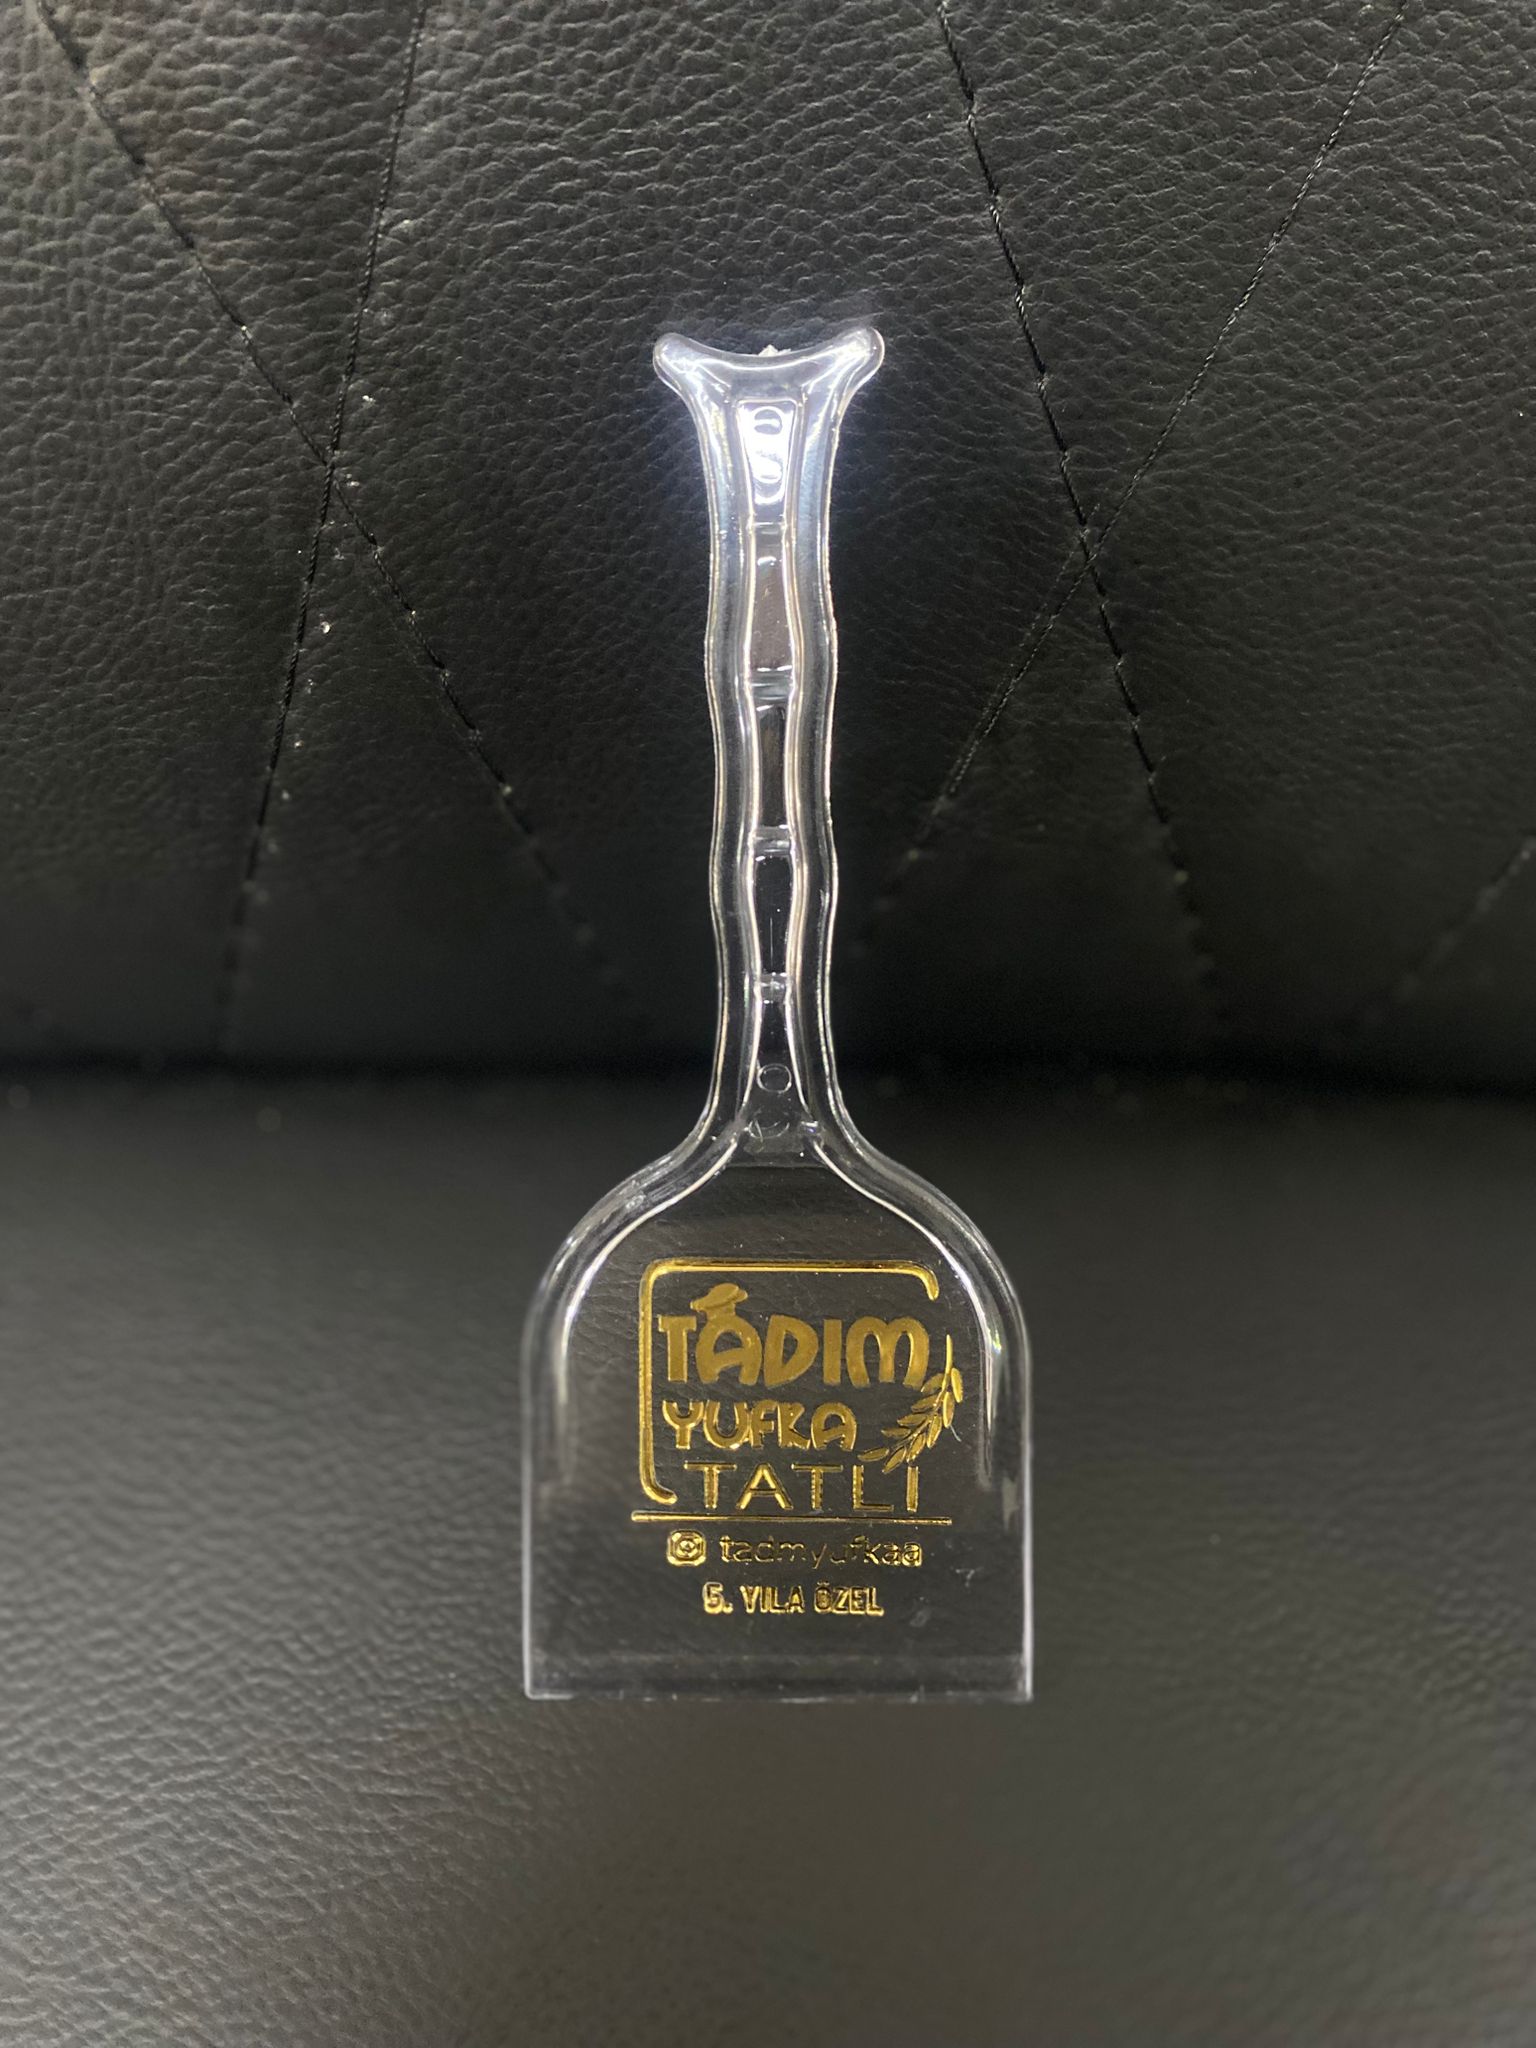 TADIM
YUFKA
TATLI
tadmyufkaa
5. YILA ÖZEL